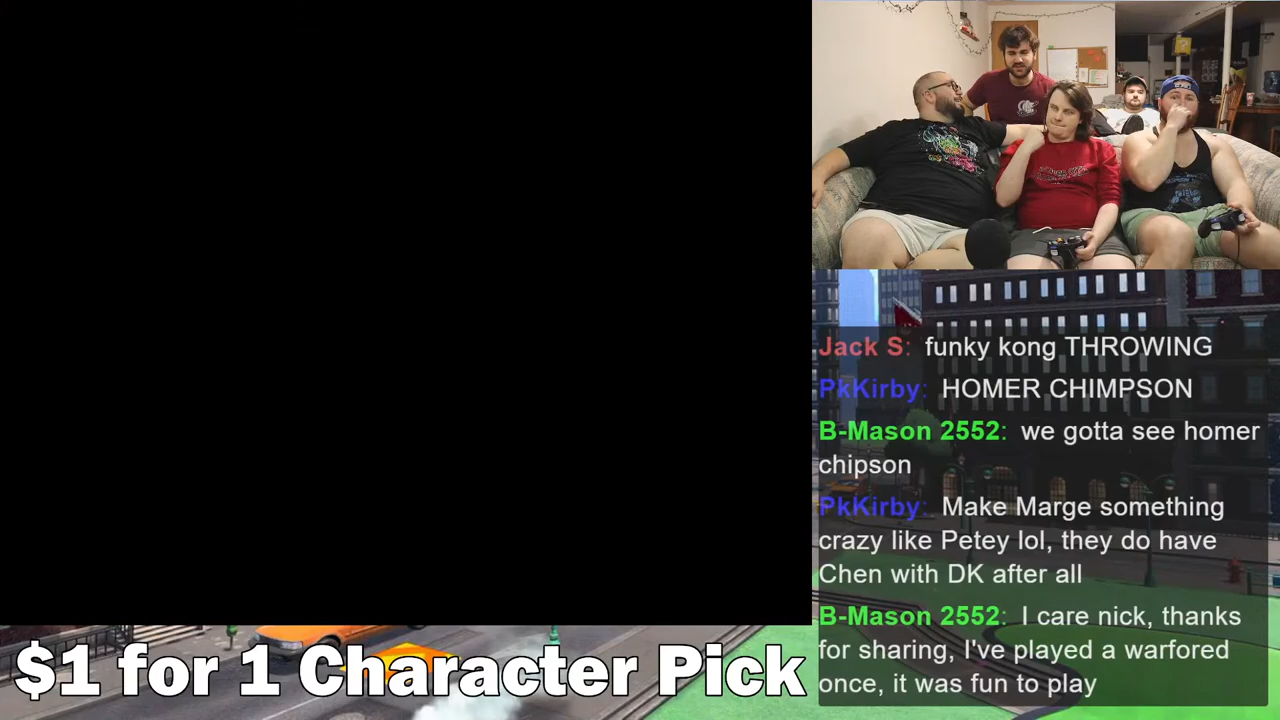 Jack S: funky kong THROWING
PkKirby: HOMER CHIMPSON
B-Mason 2552: we gotta see homer
chipson
PkKirby: Make Marge something
crazy like Petey lol, they do have
Chen with DK after all
B-Mason 2552: I care nick, thanks
for sharing, I've played a warfored
once, it was fun to play
$1 for 1 Character Pick